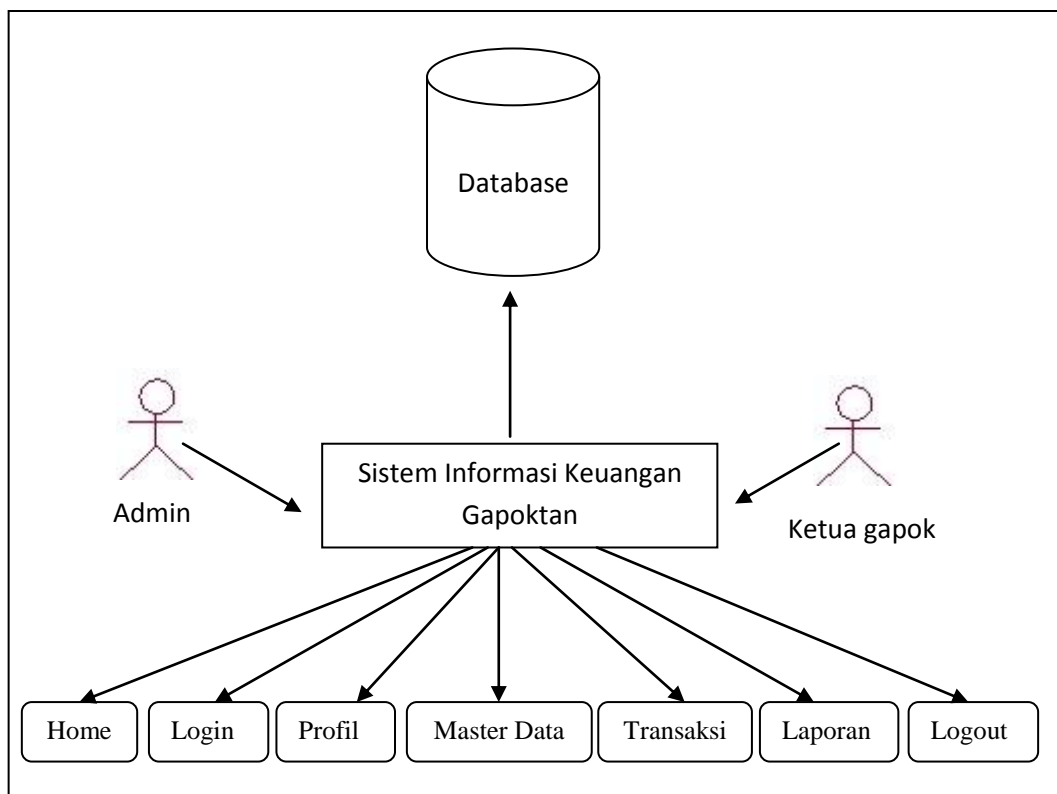 Database
Sistem Informasi Keuangan
Gapoktan
Admin
Ketua gapok
Home
Login
Profil
Master Data
Transaksi
Laporan
Logout